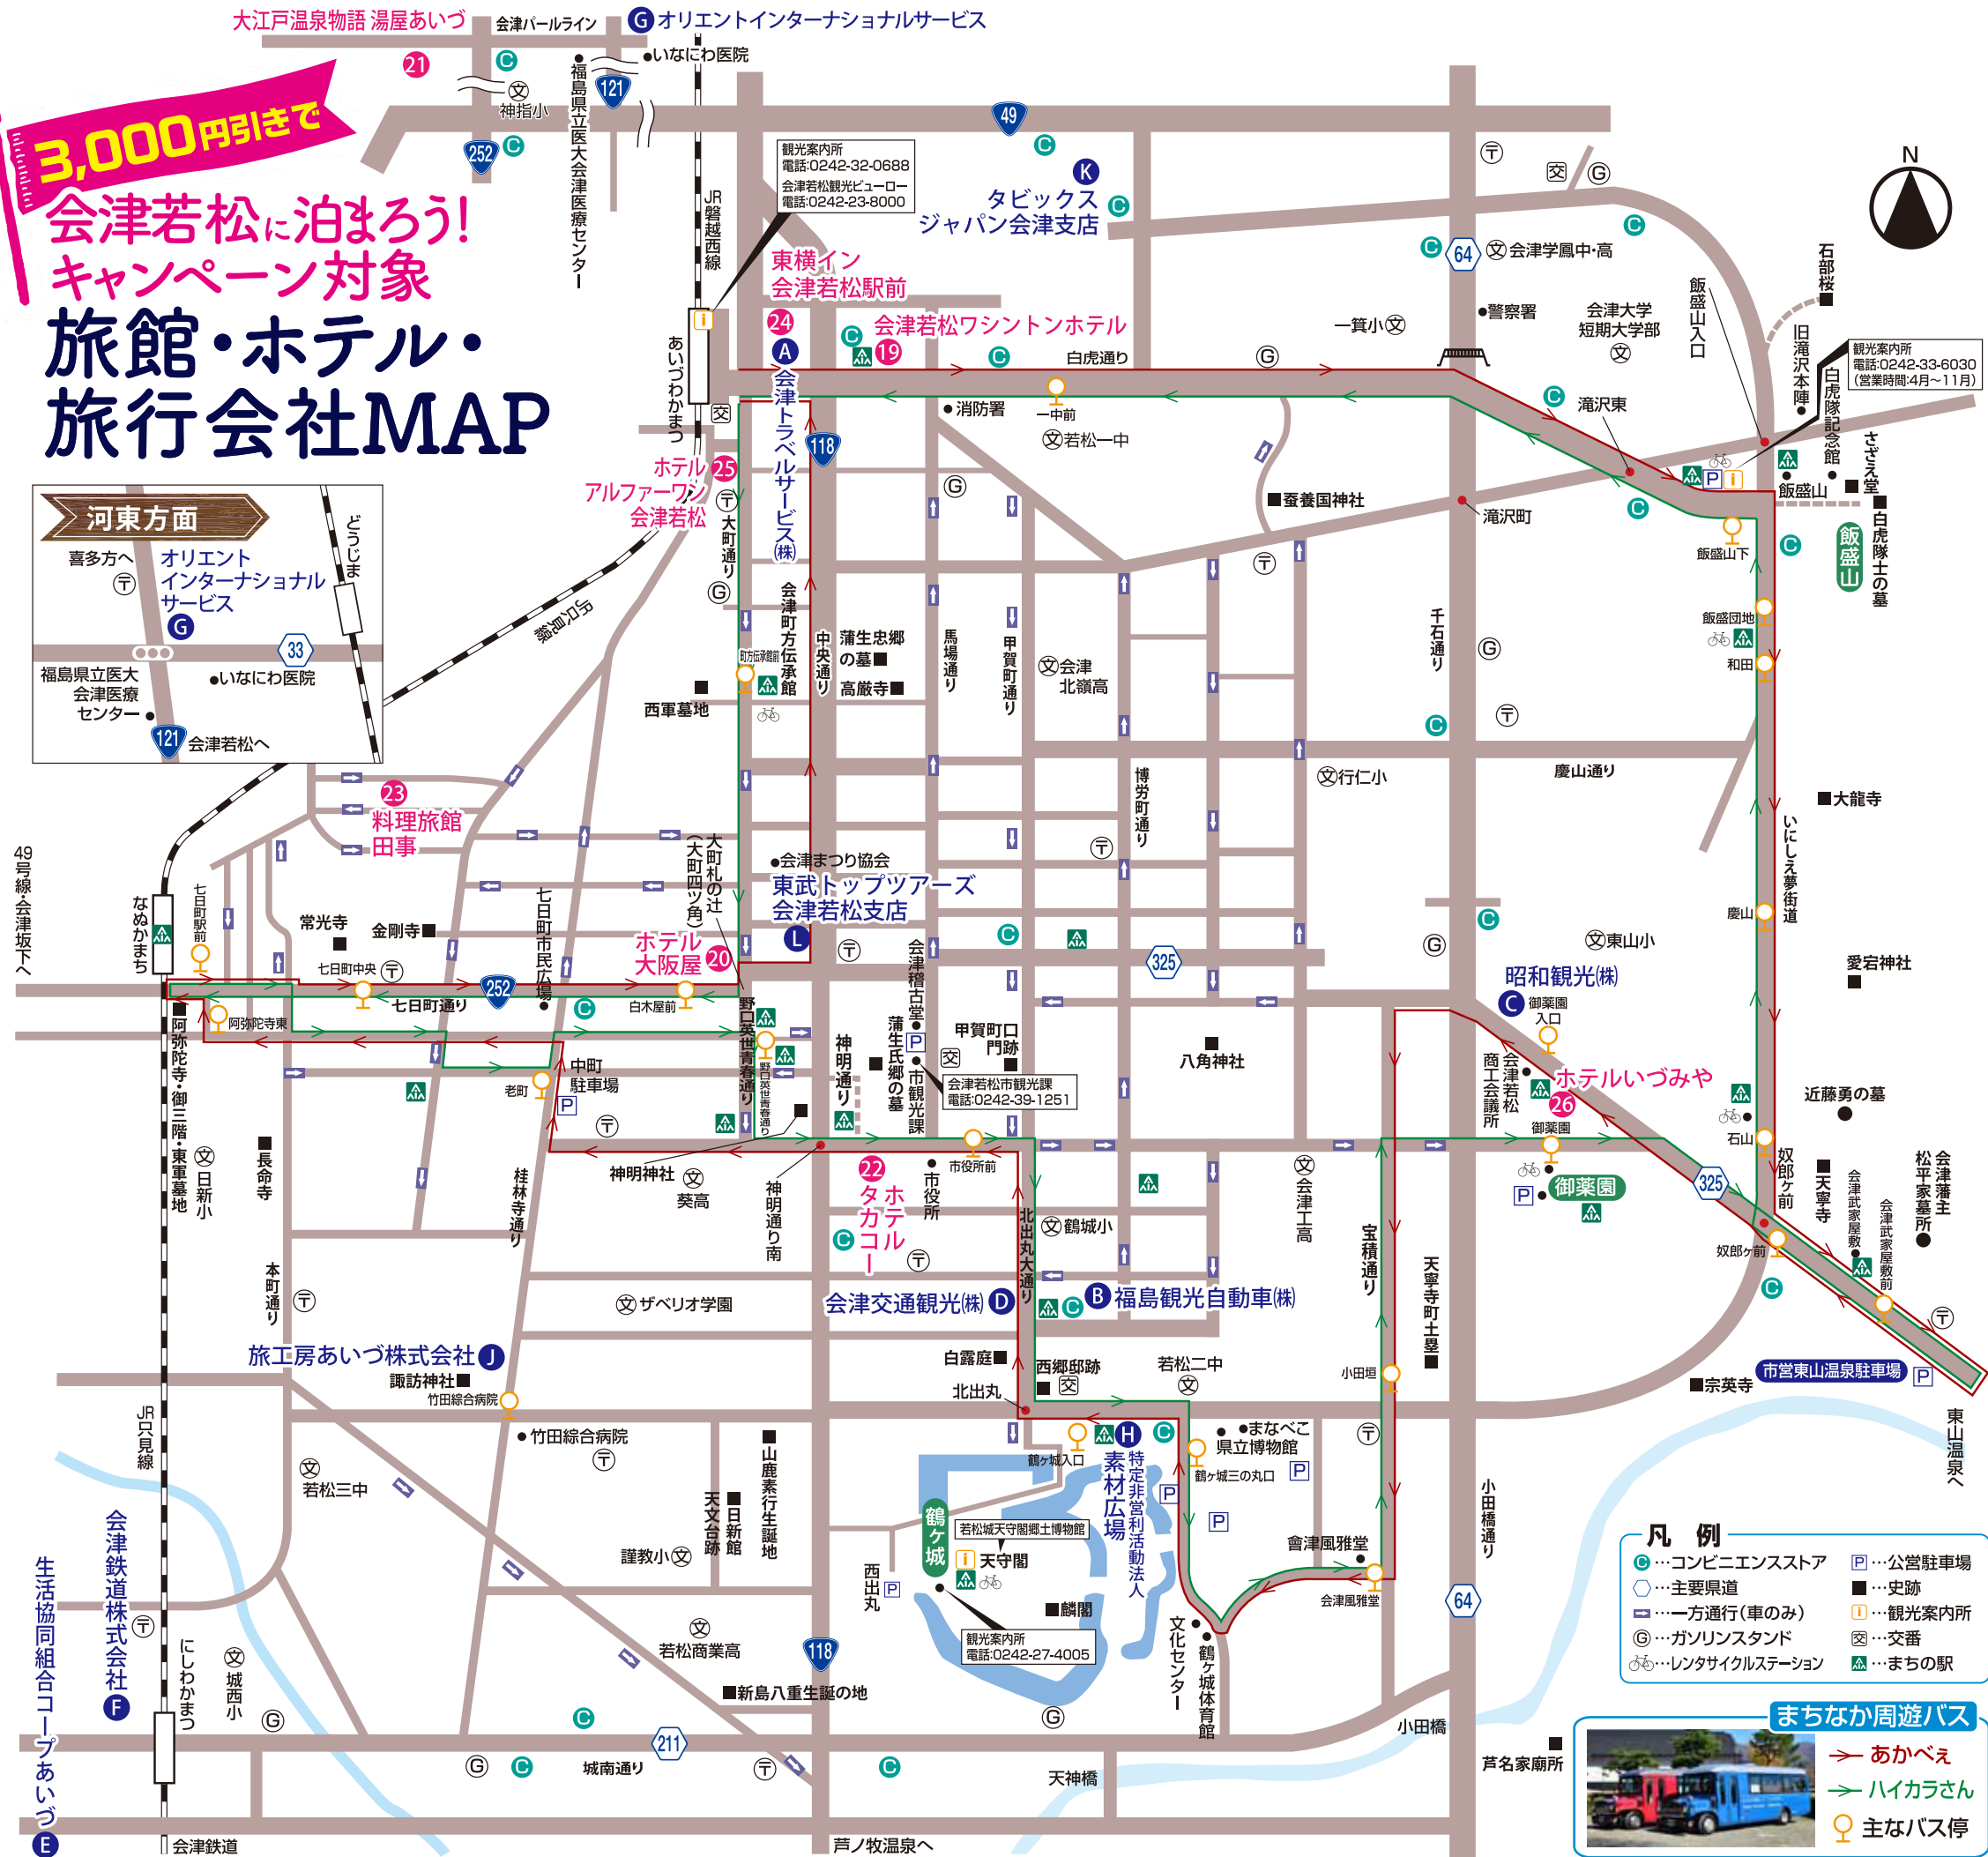 大江戸温泉物語 湯屋あいづ
21
会津パールライン
G オリエントインターナショナルサービス
いなにわ医院
神指小
252
121
福島県立医大会津医療センター
49
3,000円引きで
会津若松に泊まろう!
キャンペーン対象
旅館・ホテル・
旅行会社MAP
観光案内所
電話:0242-32-0688
会津若松観光ビューロー
電話:0242-23-8000
JR磐越西線
K
タビックス
ジャパン会津支店
N
64
会津学鳳中・高
警察署
一箕小
会津大学
短期大学部
飯盛山入口
石部桜
旧滝沢本陣
白虎隊記念館
観光案内所
電話:0242-33-6030
(営業時間:4月〜11月)
さざえ堂
飯盛山
白虎隊士の墓
飯盛山
滝沢東
滝沢町
飯盛山下
飯盛団地
和田
東横イン
会津若松駅前
24
会津若松ワシントンホテル
19
白虎通り
一中前
消防署
若松一中
あいづわかまつ
A 会津トラベルサービス㈱
118
ホテル
アルファーワン
会津若松
25
大町通り
蚕養国神社
河東方面
喜多方へ
オリエント
インターナショナル
サービス
G
どうじま
33
福島県立医大
会津医療
センター
いなにわ医院
121
会津若松へ
JR只見線
町方伝承館前
会津町方伝承館
中央通り
蒲生忠郷
の墓
高厳寺
西軍墓地
馬場通り
甲賀町通り
会津
北嶺高
千石通り
行仁小
慶山通り
博労町通り
大龍寺
いにしえ夢街道
慶山
東山小
愛宕神社
23
料理旅館
田事
49号線・会津坂下へ
なぬかまち
七日町駅前
常光寺
金剛寺
七日町中央
七日町通り
252
七日町市民広場
大町札の辻
(大町四ツ角)
会津まつり協会
東武トップツアーズ
会津若松支店
L
ホテル
大阪屋
20
白木屋前
阿弥陀寺東
阿弥陀寺・御三階・東軍墓地
野口英世青春通り
野口英世青春通り
中町
駐車場
老町
神明通り
会津稽古堂
蒲生氏郷の墓
市観光課
甲賀町口
門跡
会津若松市観光課
電話:0242-39-1251
325
八角神社
昭和観光㈱
C
御薬園
入口
会津若松
商工会議所
ホテルいづみや
26
御薬園
御薬園
近藤勇の墓
石山
奴郎ヶ前
325
奴郎ヶ前
天寧寺
会津武家屋敷
会津武家屋敷前
会津藩主
松平家墓所
長命寺
日新小
桂林寺通り
神明神社
葵高
神明通り南
22
ホテル
タカコー
市役所
市役所前
北出丸大通り
鶴城小
会津工高
宝積通り
天寧寺町土塁
本町通り
ザベリオ学園
会津交通観光㈱ D
B 福島観光自動車㈱
旅工房あいづ株式会社 J
諏訪神社
竹田綜合病院
竹田綜合病院
白露庭
北出丸
西郷邸跡
若松二中
小田垣
市営東山温泉駐車場
宗英寺
東山温泉へ
JR只見線
若松三中
山鹿素行生誕地
日新館
天文台跡
謹教小
若松商業高
鶴ヶ城入口
H
特定非営利活動法人
素材広場
まなべこ
県立博物館
鶴ヶ城三の丸口
鶴ヶ城
若松城天守閣郷土博物館
天守閣
西出丸
麟閣
観光案内所
電話:0242-27-4005
會津風雅堂
会津風雅堂
文化センター
鶴ヶ城体育館
小田橋通り
64
小田橋
会津鉄道株式会社
F
生活協同組合コープあいづ
E
にしわかまつ
城西小
新島八重生誕の地
118
211
城南通り
天神橋
会津鉄道
芦ノ牧温泉へ
芦名家廟所
凡 例
C…コンビニエンスストア
…主要県道
…一方通行(車のみ)
G…ガソリンスタンド
…レンタサイクルステーション
P…公営駐車場
■…史跡
i…観光案内所
交…交番
…まちの駅
まちなか周遊バス
あかべぇ
ハイカラさん
主なバス停